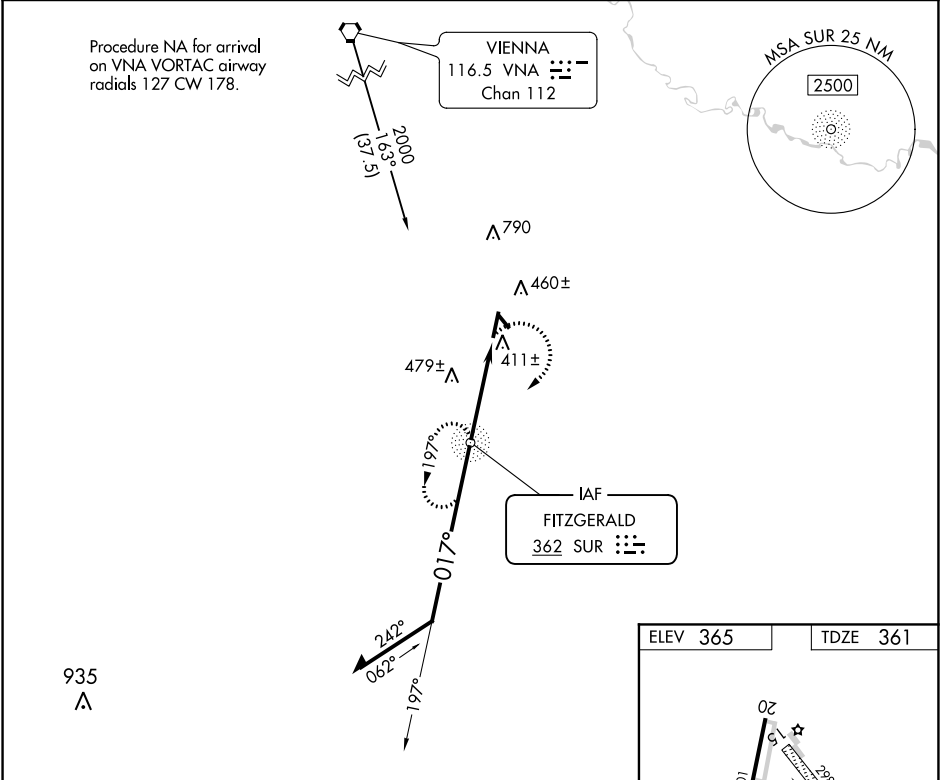 Procedure NA for arrival
on VNA VORTAC airway
radials 127 CW 178.
VIENNA
116.5 VNA
Chan 112
MSA SUR 25 NM
2500
2000
163°
(37.5)
790
460±
411±
479±
197°
IAF
FITZGERALD
362 SUR
017°
242°
062°
197°
935
ELEV 365
TDZE 361
20
15